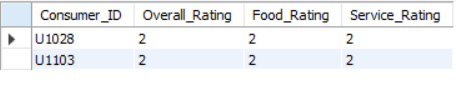 Consumer_ID Overall_Rating Food_Rating Service_Rating
U1028 2 2 2
U1103 2 2 2